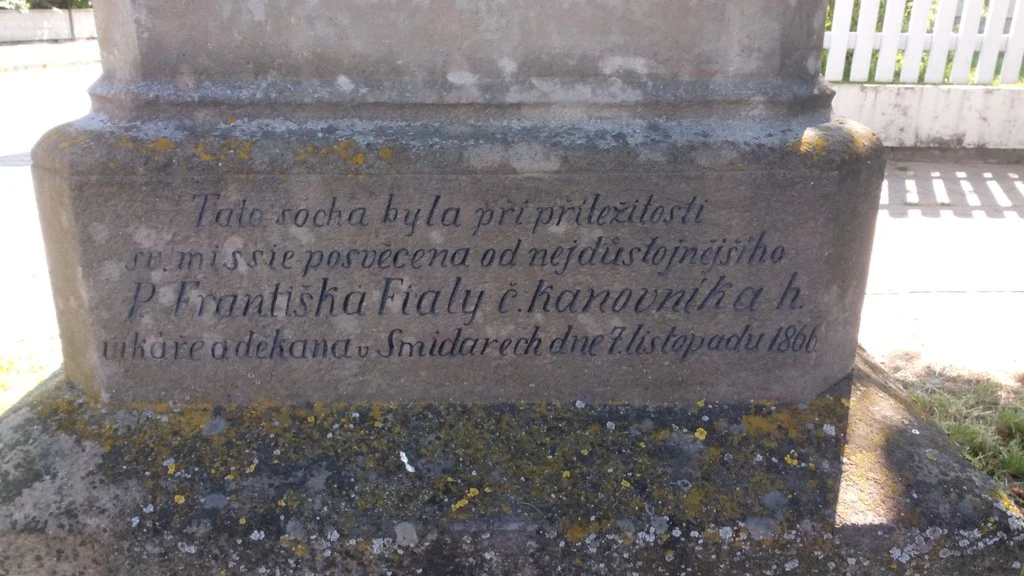 Tato socha byla při příležitosti
sv. missie posvěcena od nejdůstojnějšího
P. Františka Fialy č. kanovníka h.
vikáře a děkana v Smidarech dne 7. listopadu 1866.